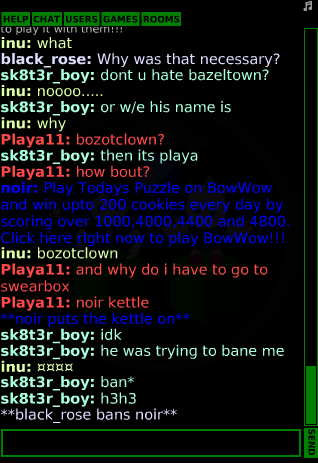 HELP CHAT USERS GAMES ROOMS
to play it with them!!!
inu: what
black_rose: Why was that necessary?
sk8t3r_boy: dont u hate bazeltown?
inu: noooo.....
sk8t3r_boy: or w/e his name is
inu: why
Playa11: bozotclown?
sk8t3r_boy: then its playa
Playa11: how bout?
noir: Play Todays Puzzle on BowWow
and win upto 200 cookies every day by
scoring over 1000,4000,4400 and 4800.
Click here right now to play BowWow!!!
inu: bozotclown
Playa11: and why do i have to go to
swearbox
Playa11: noir kettle
**noir puts the kettle on**
sk8t3r_boy: idk
sk8t3r_boy: he was trying to bane me
inu: ¤¤¤¤
sk8t3r_boy: ban*
sk8t3r_boy: h3h3
**black_rose bans noir**
SEND